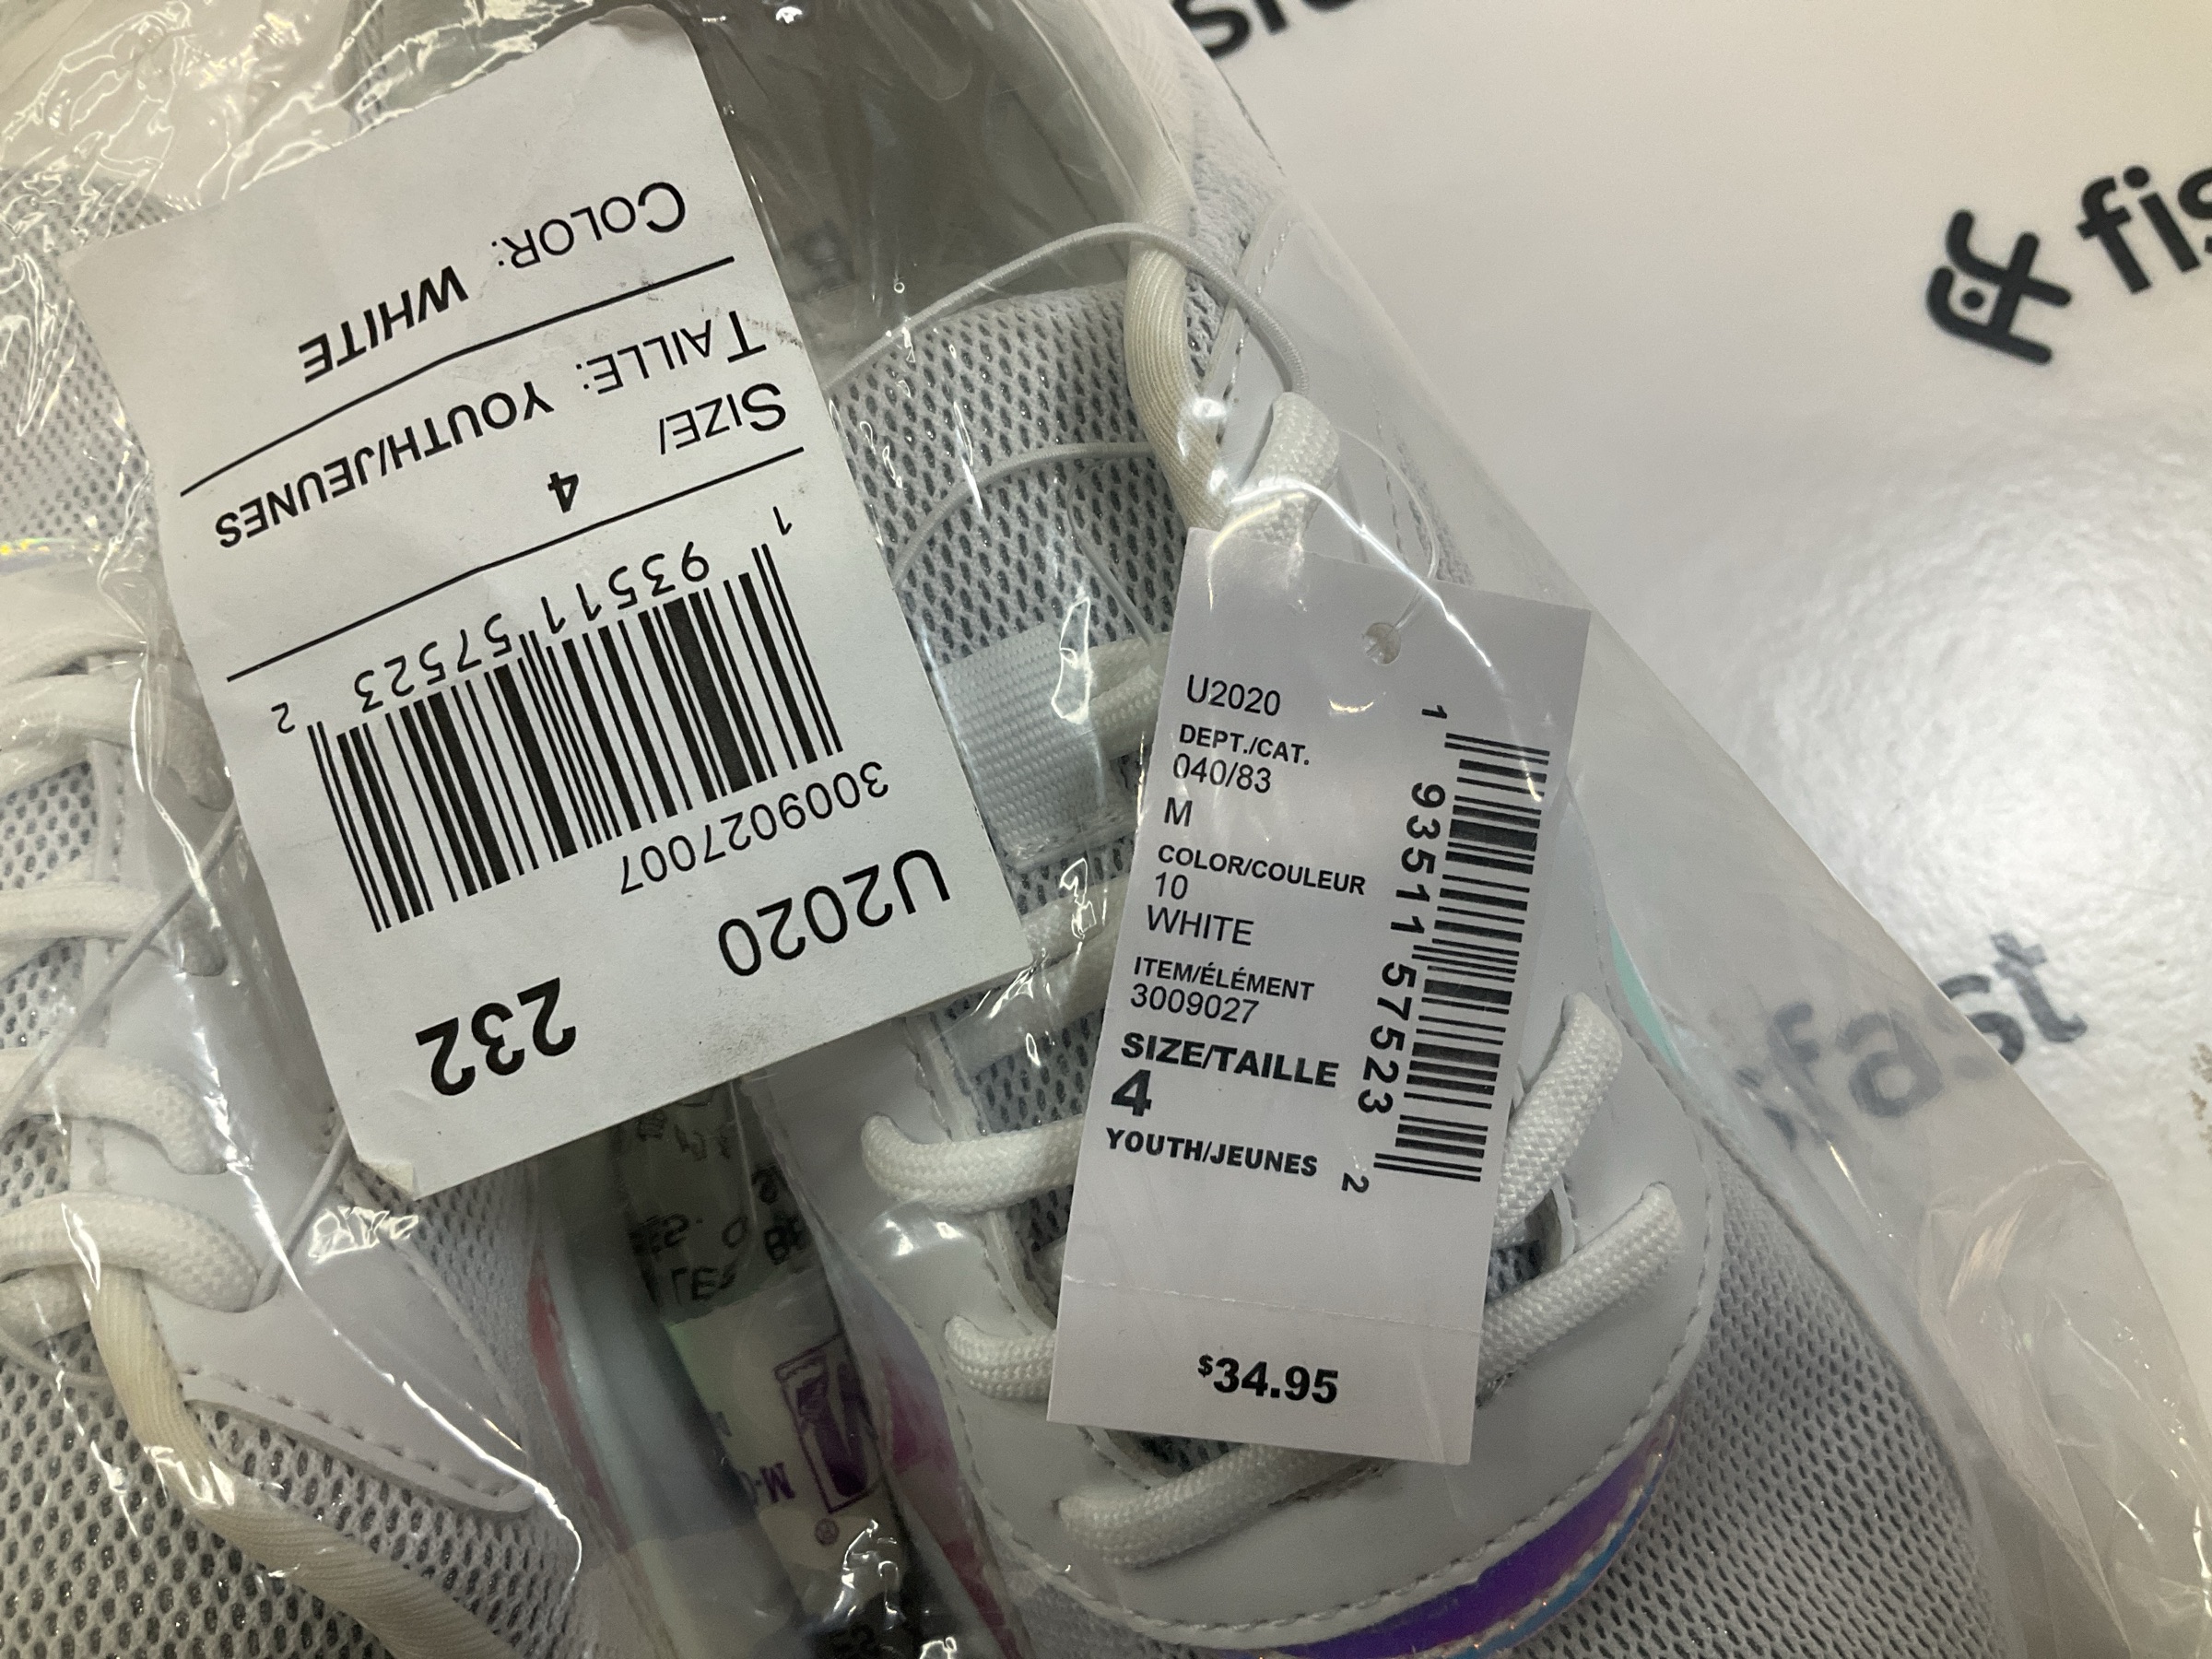 COLOR: WHITE
SIZE/
TAILLE: YOUTH/JEUNES
4
1 93511 57523 2
3009027007
U2020
232
U2020
DEPT./CAT.
040/83
M
COLOR/COULEUR
10
WHITE
ITEM/ÉLÉMENT
3009027
SIZE/TAILLE
4
YOUTH/JEUNES
1 93511 57523 2
$34.95